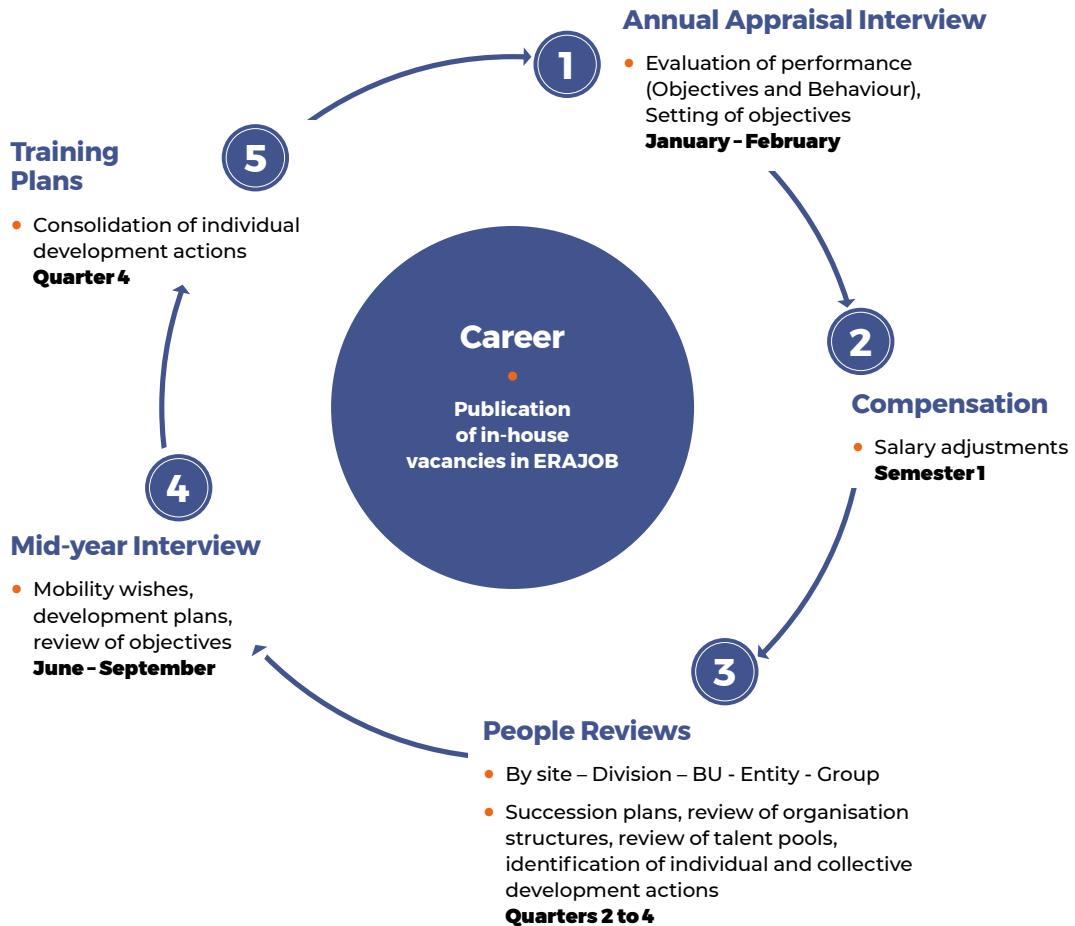 1
Annual Appraisal Interview
• Evaluation of performance
(Objectives and Behaviour),
Setting of objectives
January – February
2
Compensation
• Salary adjustments
Semester 1
3
People Reviews
• By site – Division – BU - Entity - Group
• Succession plans, review of organisation
structures, review of talent pools,
identification of individual and collective
development actions
Quarters 2 to 4
4
Mid-year Interview
• Mobility wishes,
development plans,
review of objectives
June – September
5
Training
Plans
• Consolidation of individual
development actions
Quarter 4
Career
•
Publication
of in-house
vacancies in ERAJOB